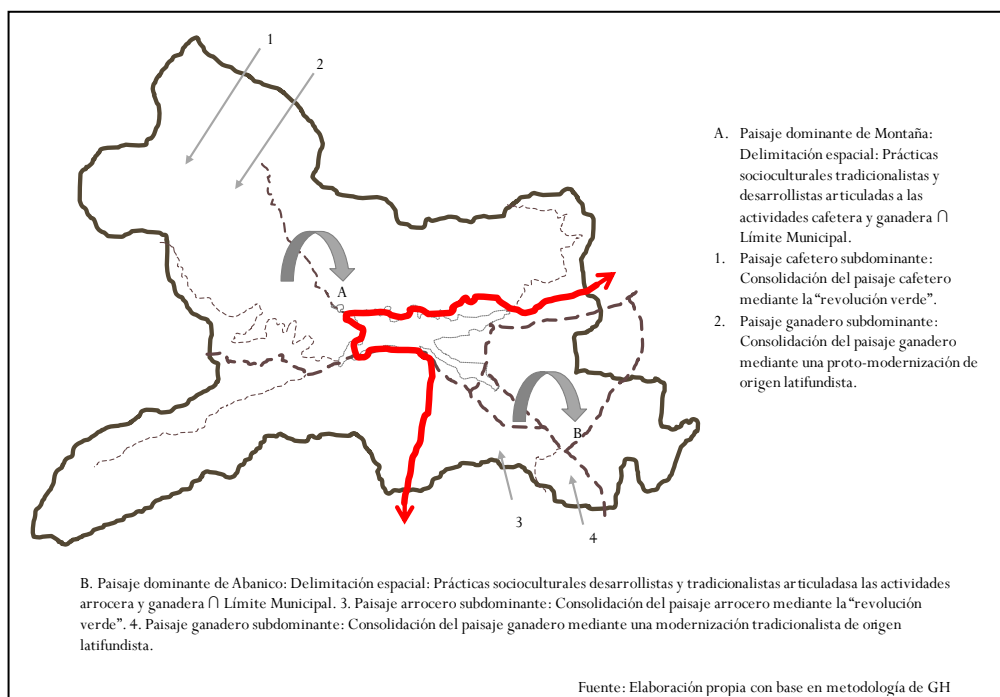 1
2
A. Paisaje dominante de Montaña:
Delimitación espacial: Prácticas
socioculturales tradicionalistas y
desarrollistas articuladas a las
actividades cafetera y ganadera ∩
Límite Municipal.
1. Paisaje cafetero subdominante:
Consolidación del paisaje cafetero
mediante la “revolución verde”.
2. Paisaje ganadero subdominante:
Consolidación del paisaje ganadero
mediante una proto-modernización de
origen latifundista.
A
B
3
4
B. Paisaje dominante de Abanico: Delimitación espacial: Prácticas socioculturales desarrollistas y tradicionalistas articuladasa las actividades
arrocera y ganadera ∩ Límite Municipal. 3. Paisaje arrocero subdominante: Consolidación del paisaje arrocero mediante la “revolución
verde”. 4. Paisaje ganadero subdominante: Consolidación del paisaje ganadero mediante una modernización tradicionalista de origen
latifundista.
Fuente: Elaboración propia con base en metodología de GH